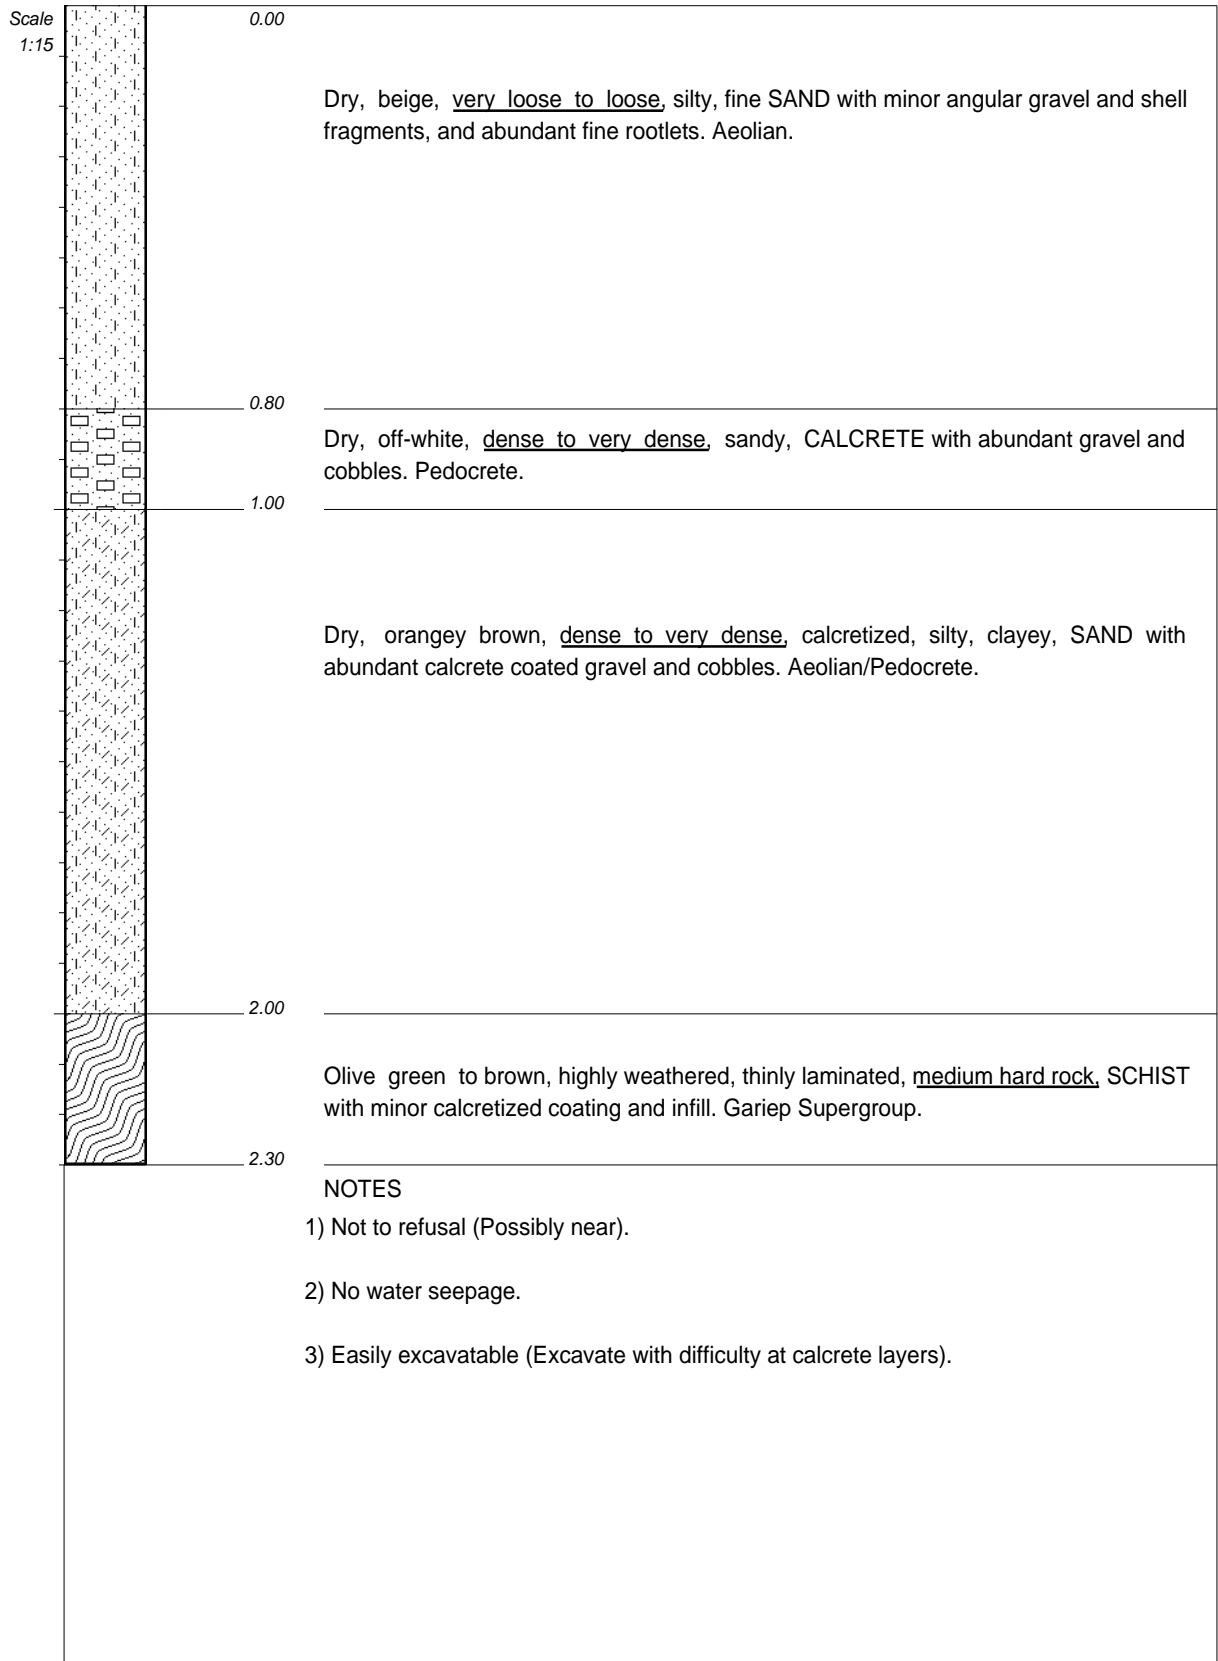 Scale
1:15
0.00
Dry, beige, very loose to loose, silty, fine SAND with minor angular gravel and shell
fragments, and abundant fine rootlets. Aeolian.
0.80
Dry, off-white, dense to very dense, sandy, CALCRETE with abundant gravel and
cobbles. Pedocrete.
1.00
Dry, orangey brown, dense to very dense, calcretized, silty, clayey, SAND with
abundant calcrete coated gravel and cobbles. Aeolian/Pedocrete.
2.00
Olive green to brown, highly weathered, thinly laminated, medium hard rock, SCHIST
with minor calcretized coating and infill. Gariep Supergroup.
2.30
NOTES
1) Not to refusal (Possibly near).
2) No water seepage.
3) Easily excavatable (Excavate with difficulty at calcrete layers).